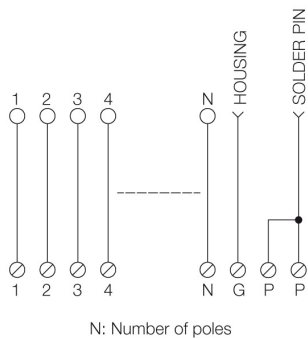 HOUSING
SOLDER PIN
1 2 3 4 N
1 2 3 4 N G P P
N: Number of poles